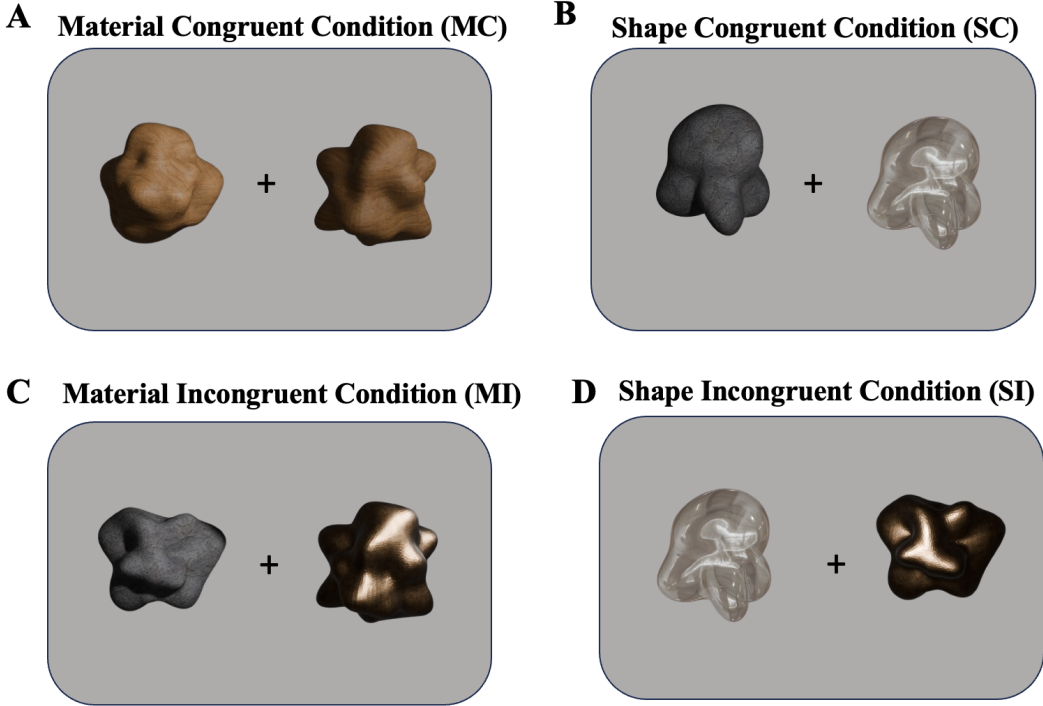 A
Material Congruent Condition (MC)
+
B
Shape Congruent Condition (SC)
+
C
Material Incongruent Condition (MI)
+
D
Shape Incongruent Condition (SI)
+